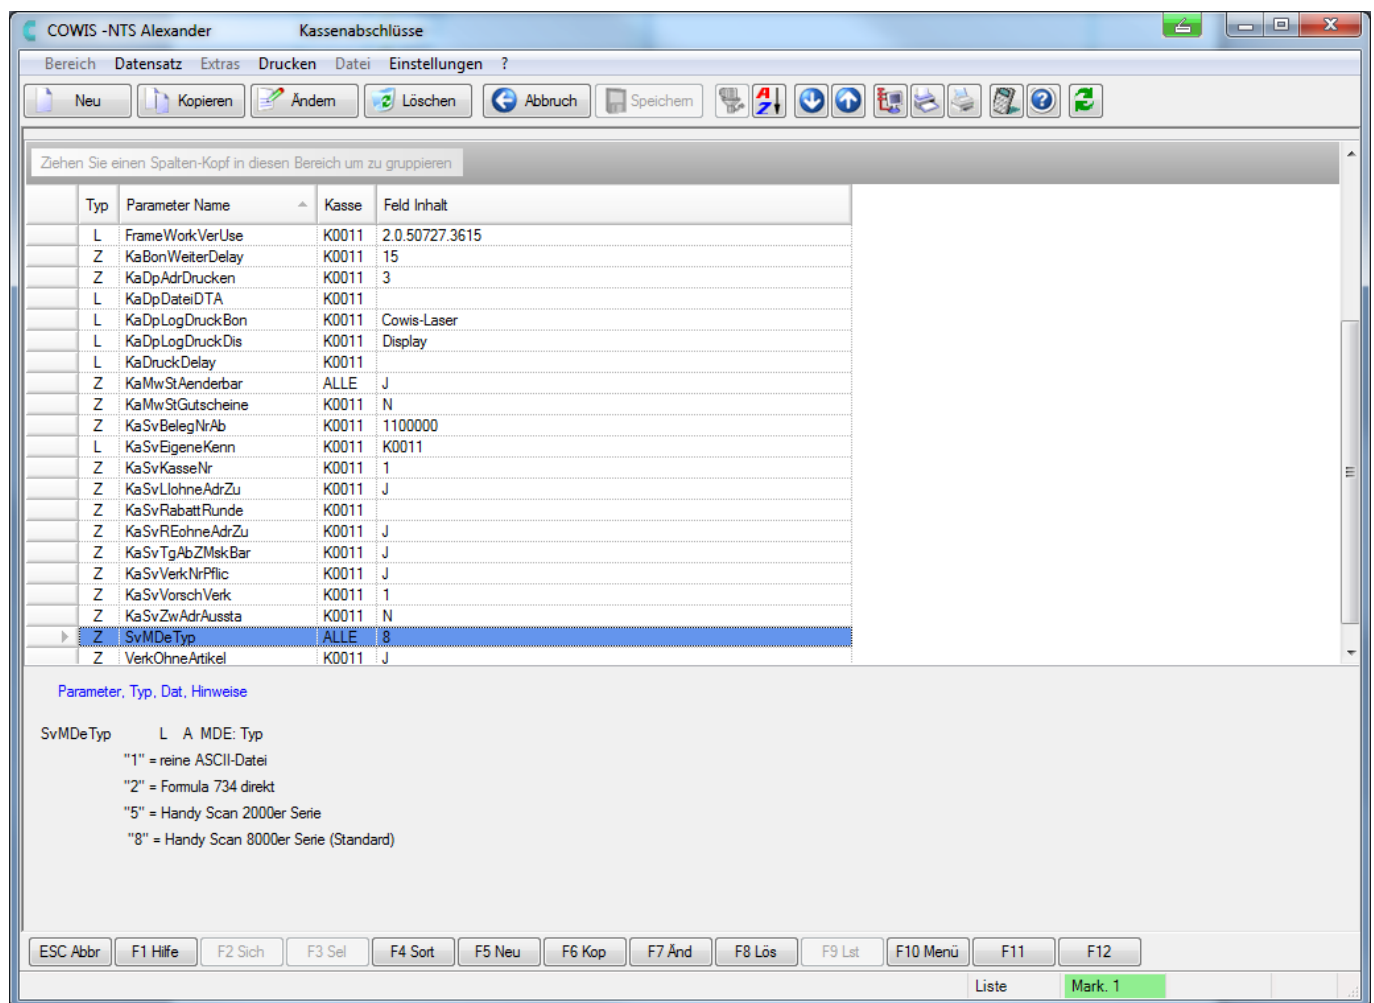 COWIS -NTS Alexander Kassenabschlüsse
Bereich Datensatz Extras Drucken Datei Einstellungen ?
Neu Kopieren Ändern Löschen Abbruch Speichern
Ziehen Sie einen Spalten-Kopf in diesen Bereich um zu gruppieren
Typ Parameter Name Kasse Feld Inhalt
L FrameWorkVerUse K0011 2.0.50727.3615
Z KaBonWeiterDelay K0011 15
Z KaDpAdrDrucken K0011 3
L KaDpDateiDTA K0011
L KaDpLogDruckBon K0011 Cowis-Laser
L KaDpLogDruckDis K0011 Display
L KaDruckDelay K0011
Z KaMwStAenderbar ALLE J
Z KaMwStGutscheine K0011 N
Z KaSvBelegNrAb K0011 1100000
L KaSvEigeneKenn K0011 K0011
Z KaSvKasseNr K0011 1
Z KaSvLIohneAdrZu K0011 J
Z KaSvRabattRunde K0011
Z KaSvREohneAdrZu K0011 J
Z KaSvTgAbZMskBar K0011 J
Z KaSvVerkNrPflic K0011 J
Z KaSvVorschVerk K0011 1
Z KaSvZwAdrAussta K0011 N
Z SvMDeTyp ALLE 8
Z VerkOhneArtikel K0011 J
Parameter, Typ, Dat, Hinweise
SvMDeTyp L A MDE: Typ
"1" = reine ASCII-Datei
"2" = Formula 734 direkt
"5" = Handy Scan 2000er Serie
"8" = Handy Scan 8000er Serie (Standard)
ESC Abbr F1 Hilfe F2 Sich F3 Sel F4 Sort F5 Neu F6 Kop F7 Änd F8 Lös F9 Lst F10 Menü F11 F12
Liste Mark. 1